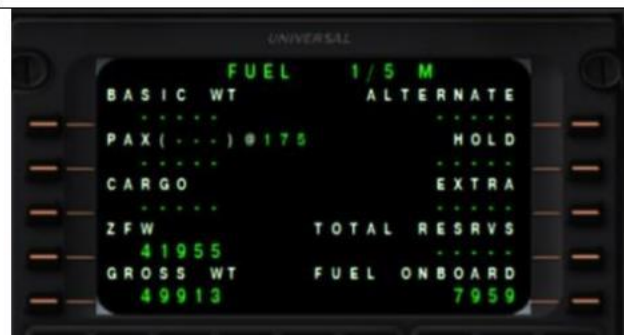 UNIVERSAL
FUEL 1/5 M
BASIC WT ALTERNATE
----- -----
PAX(---)@175 HOLD
----- -----
CARGO EXTRA
----- -----
ZFW TOTAL RESRVS
41955 -----
GROSS WT FUEL ONBOARD
49913 7959